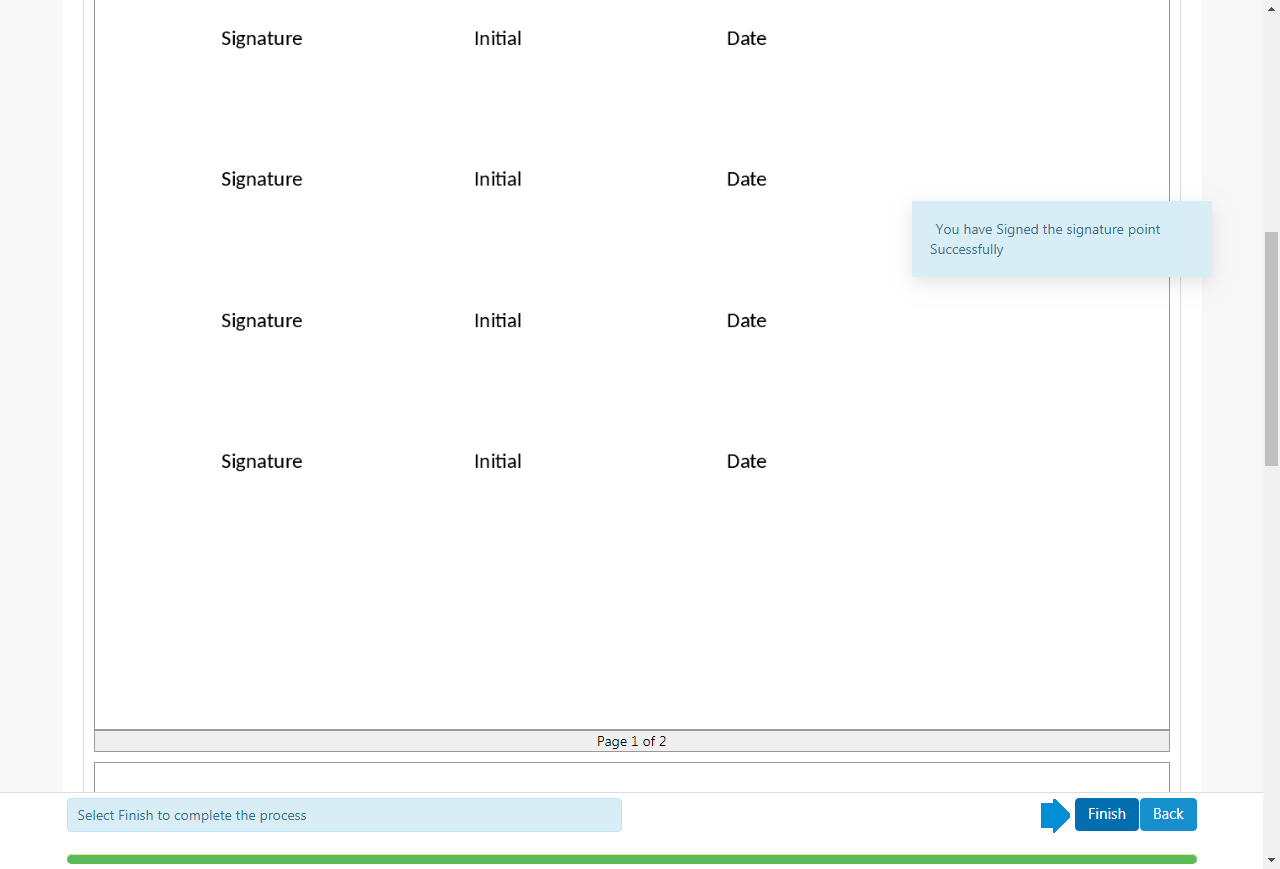 Signature Initial Date
Signature Initial Date
You have Signed the signature point
Successfully
Signature Initial Date
Signature Initial Date
Page 1 of 2
Select Finish to complete the process
Finish Back